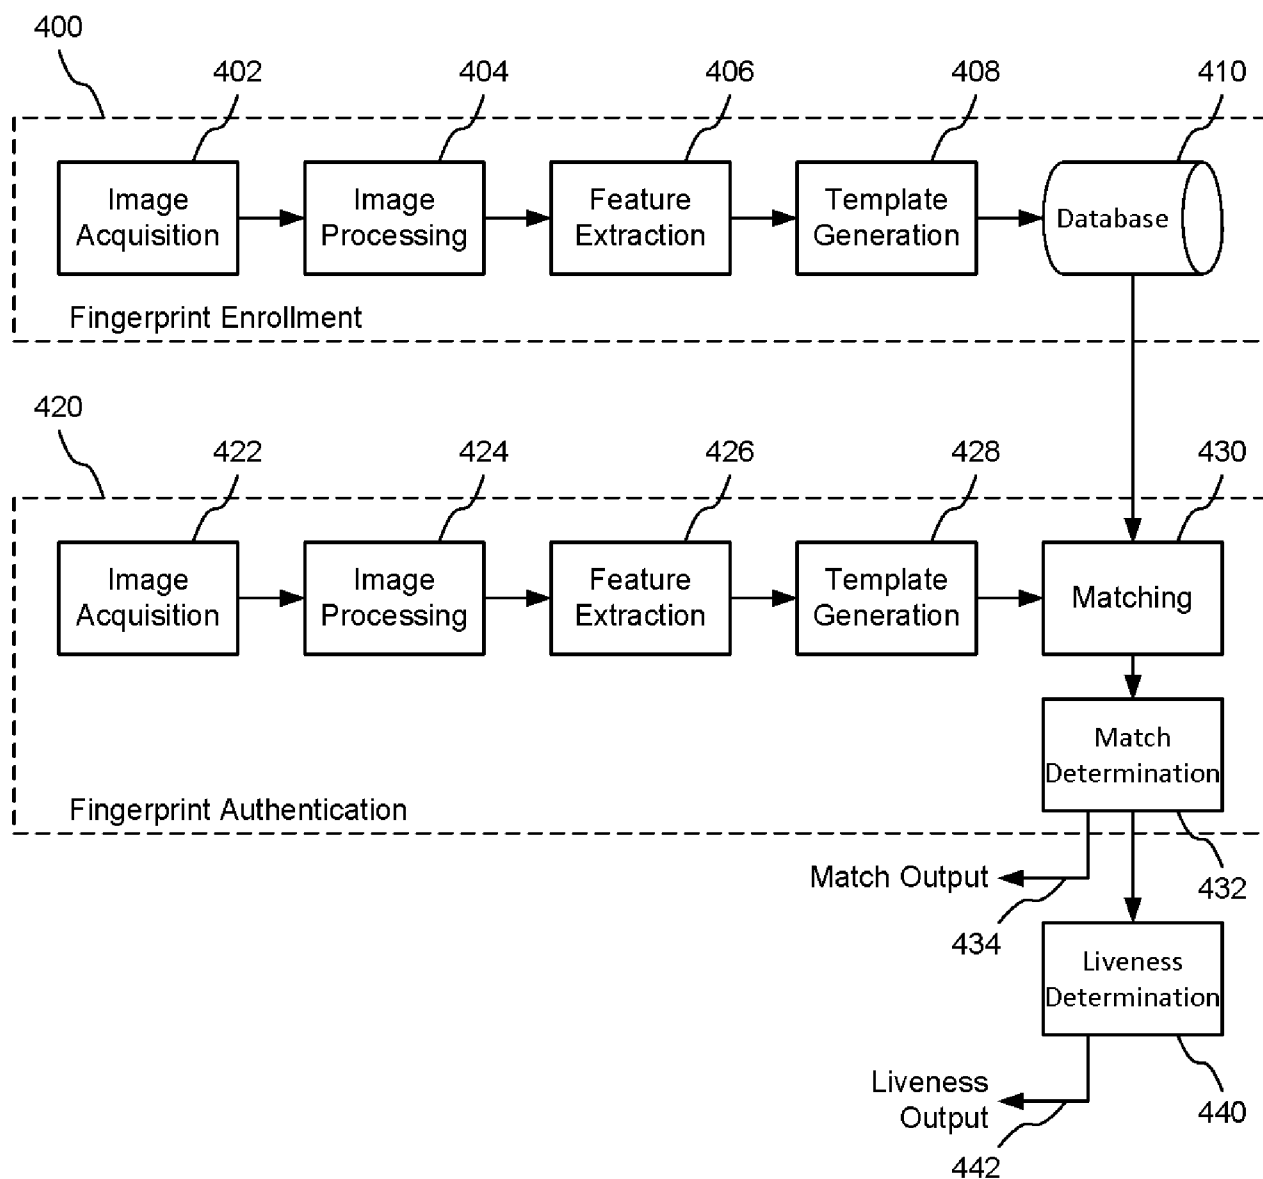 400
402
404
406
408
410
Image
Acquisition
Image
Processing
Feature
Extraction
Template
Generation
Database
Fingerprint Enrollment
420
422
424
426
428
430
Image
Acquisition
Image
Processing
Feature
Extraction
Template
Generation
Matching
Match
Determination
Fingerprint Authentication
Match Output
434
432
Liveness
Determination
Liveness
Output
442
440